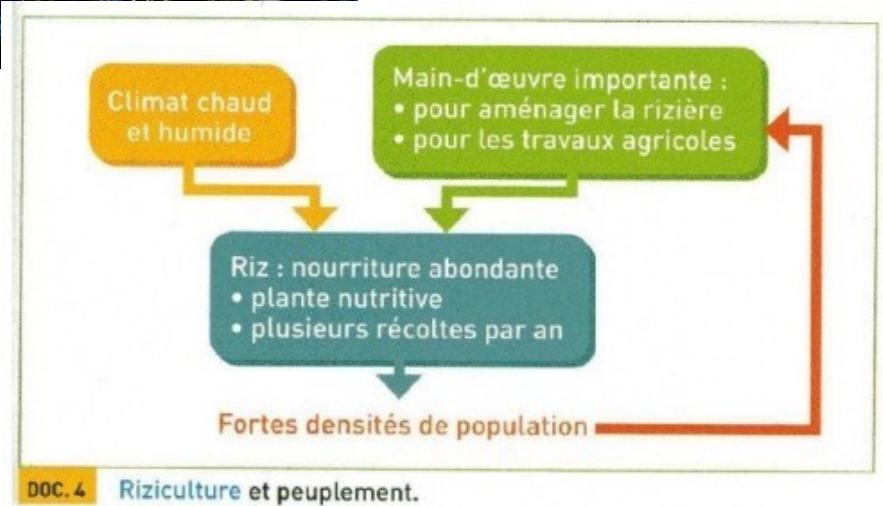 Climat chaud
et humide
Main-d'œuvre importante :
• pour aménager la rizière
• pour les travaux agricoles
Riz : nourriture abondante
• plante nutritive
• plusieurs récoltes par an
Fortes densités de population
DOC. 4 Riziculture et peuplement.